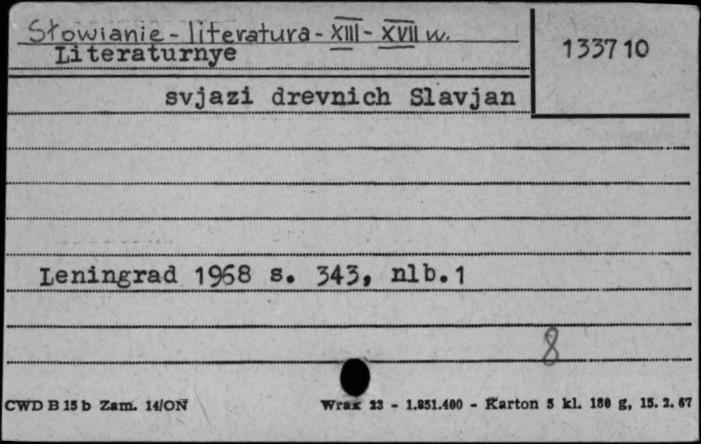 Słowianie - literatura - XIII - XVII w.
133710
Literaturnye
svjazi drevnich Slavjan
Leningrad 1968 s. 343, nlb. 1
8
CWD B 15 b Zam. 14/ON
Wrax 23 - 1.851.400 - Karton 5 kl. 180 g, 15. 2. 67